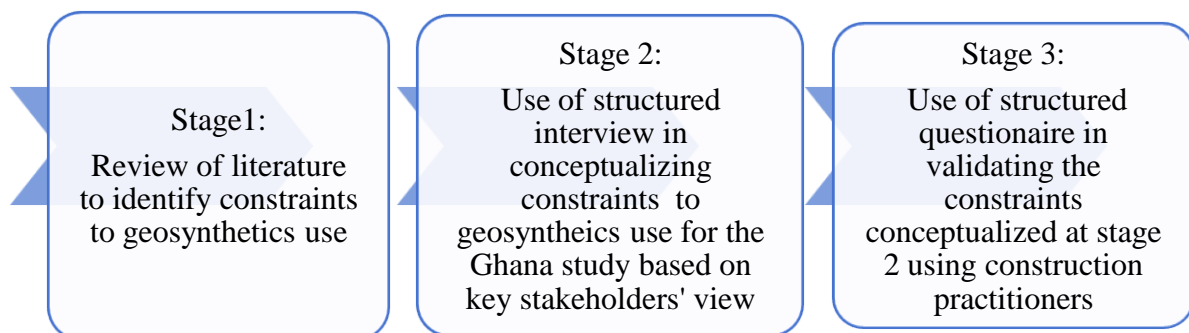 Stage1:
Review of literature
to identify constraints
to geosynthetics use
Stage 2:
Use of structured
interview in
conceptualizing
constraints to
geosyntheics use for the
Ghana study based on
key stakeholders' view
Stage 3:
Use of structured
questionaire in
validating the
constraints
conceptualized at stage
2 using construction
practitioners